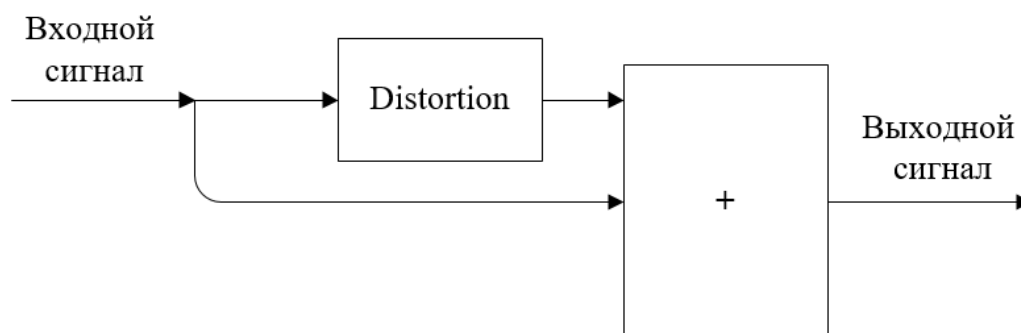 Входной
сигнал
Distortion
+
Выходной
сигнал